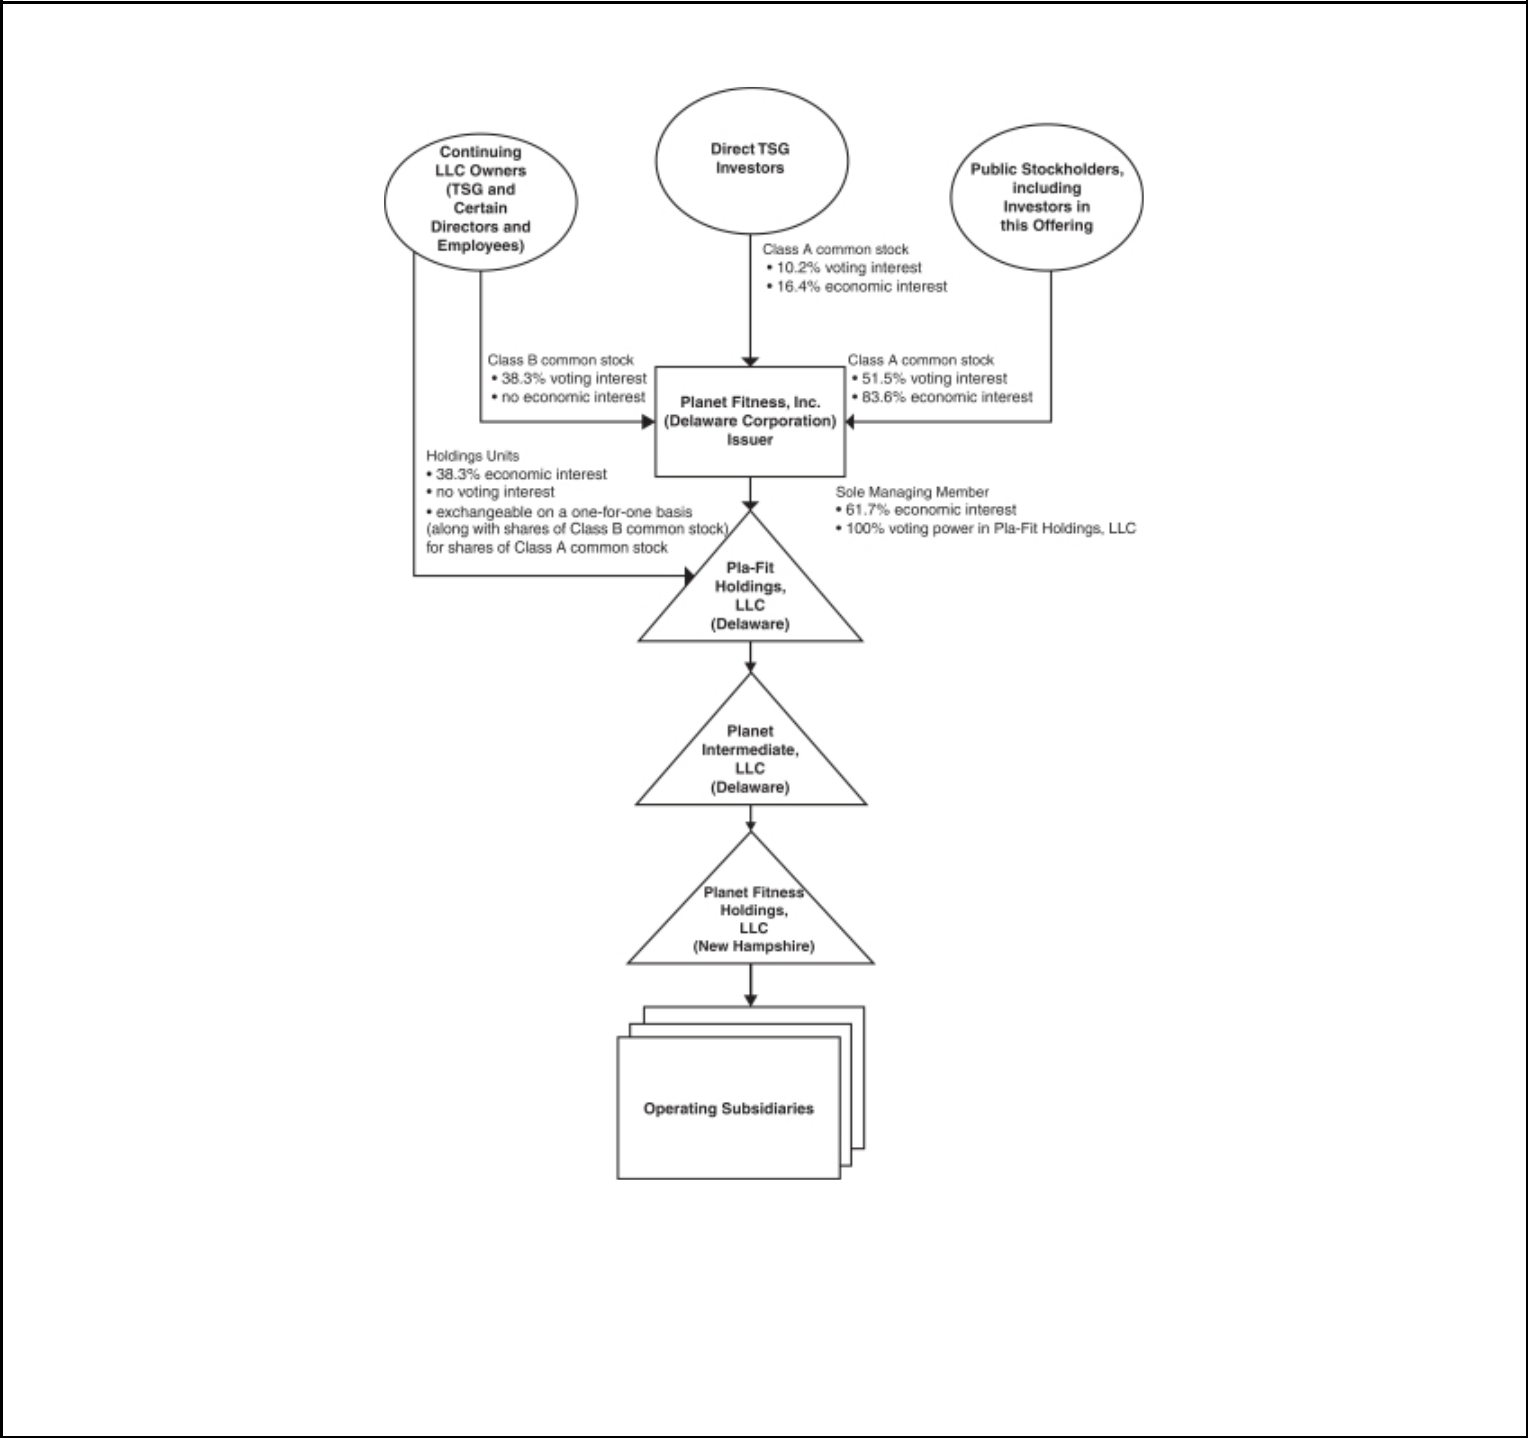 Continuing
LLC Owners
(TSG and
Certain
Directors and
Employees)
Direct TSG
Investors
Public Stockholders,
including
Investors in
this Offering
Class A common stock
• 10.2% voting interest
• 16.4% economic interest
Class B common stock
• 38.3% voting interest
• no economic interest
Planet Fitness, Inc.
(Delaware Corporation)
Issuer
Class A common stock
• 51.5% voting interest
• 83.6% economic interest
Holdings Units
• 38.3% economic interest
• no voting interest
• exchangeable on a one-for-one basis
(along with shares of Class B common stock)
for shares of Class A common stock
Sole Managing Member
• 61.7% economic interest
• 100% voting power in Pla-Fit Holdings, LLC
Pla-Fit
Holdings,
LLC
(Delaware)
Planet
Intermediate,
LLC
(Delaware)
Planet Fitness
Holdings,
LLC
(New Hampshire)
Operating Subsidiaries